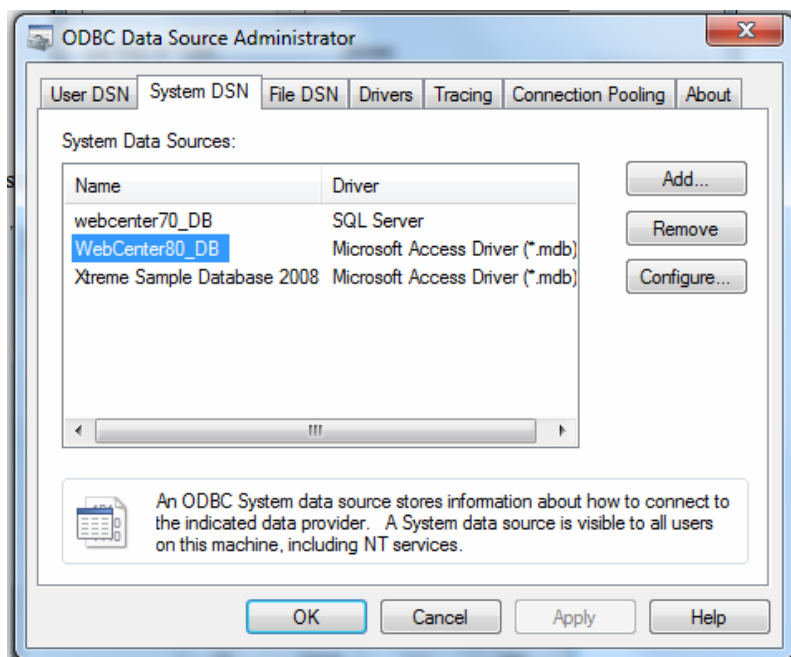 ODBC Data Source Administrator
User DSN System DSN File DSN Drivers Tracing Connection Pooling About
System Data Sources:
Name Driver
webcenter70_DB SQL Server
WebCenter80_DB Microsoft Access Driver (*.mdb)
Xtreme Sample Database 2008 Microsoft Access Driver (*.mdb)
Add...
Remove
Configure...
An ODBC System data source stores information about how to connect to
the indicated data provider. A System data source is visible to all users
on this machine, including NT services.
OK Cancel Apply Help